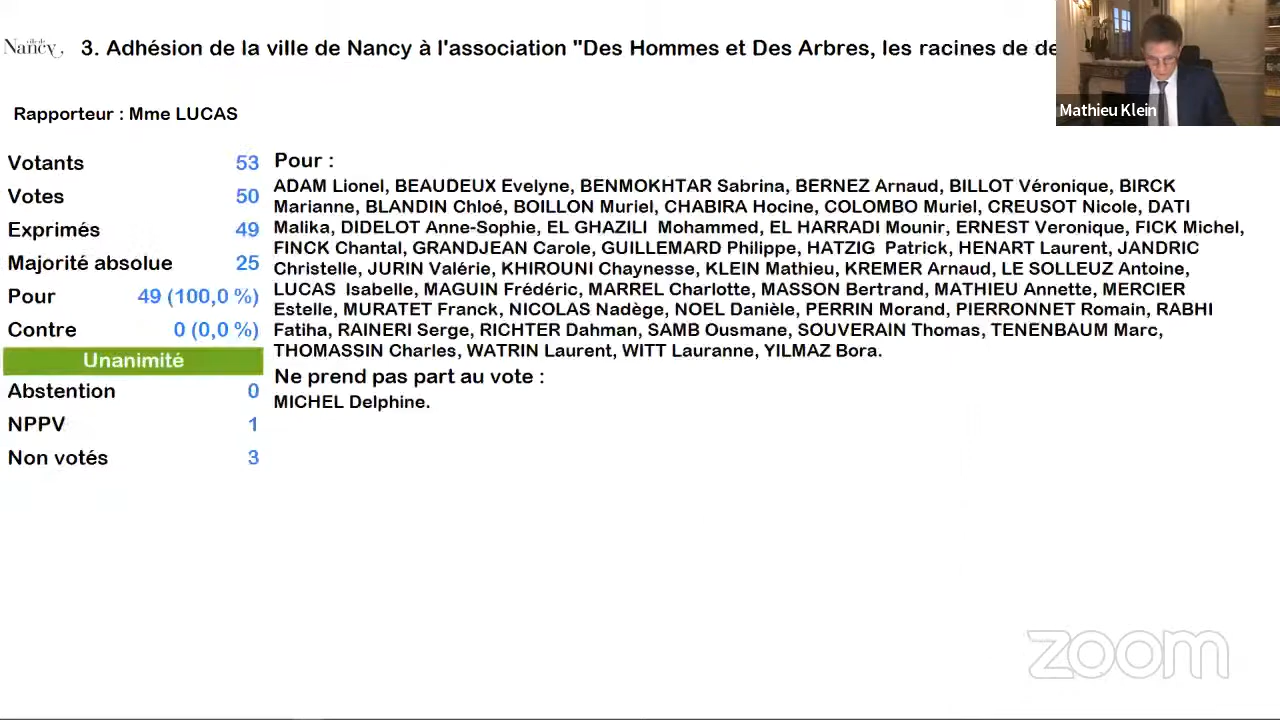 ville de
Nancy
3. Adhésion de la ville de Nancy à l'association "Des Hommes et Des Arbres, les racines de de
Mathieu Klein
Rapporteur : Mme LUCAS
Votants 53
Votes 50
Exprimés 49
Majorité absolue 25
Pour 49 (100,0 %)
Contre 0 (0,0 %)
Unanimité
Abstention 0
NPPV 1
Non votés 3
Pour :
ADAM Lionel, BEAUDEUX Evelyne, BENMOKHTAR Sabrina, BERNEZ Arnaud, BILLOT Véronique, BIRCK
Marianne, BLANDIN Chloé, BOILLON Muriel, CHABIRA Hocine, COLOMBO Muriel, CREUSOT Nicole, DATI
Malika, DIDELOT Anne-Sophie, EL GHAZILI Mohammed, EL HARRADI Mounir, ERNEST Veronique, FICK Michel,
FINCK Chantal, GRANDJEAN Carole, GUILLEMARD Philippe, HATZIG Patrick, HENART Laurent, JANDRIC
Christelle, JURIN Valérie, KHIROUNI Chaynesse, KLEIN Mathieu, KREMER Arnaud, LE SOLLEUZ Antoine,
LUCAS Isabelle, MAGUIN Frédéric, MARREL Charlotte, MASSON Bertrand, MATHIEU Annette, MERCIER
Estelle, MURATET Franck, NICOLAS Nadège, NOEL Danièle, PERRIN Morand, PIERRONNET Romain, RABHI
Fatiha, RAINERI Serge, RICHTER Dahman, SAMB Ousmane, SOUVERAIN Thomas, TENENBAUM Marc,
THOMASSIN Charles, WATRIN Laurent, WITT Lauranne, YILMAZ Bora.
Ne prend pas part au vote :
MICHEL Delphine.
zoom